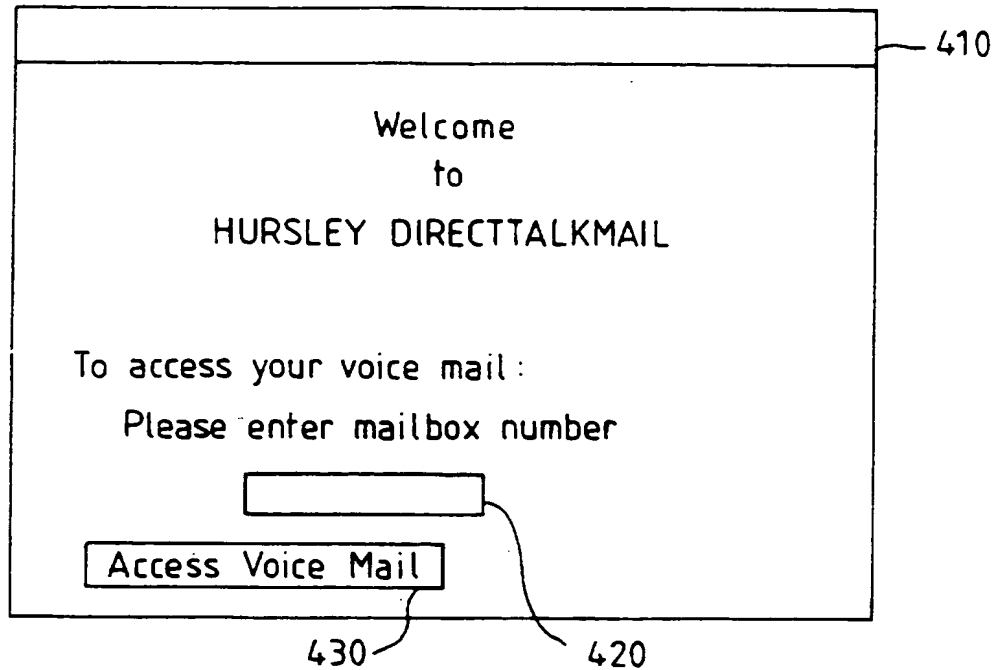 410
Welcome
to
HURSLEY DIRECTTALKMAIL
To access your voice mail:
Please enter mailbox number
Access Voice Mail
430
420